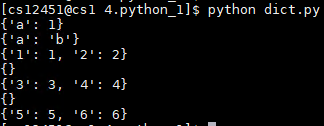 [cs12451@cs1 4.python_1]$ python dict.py
{'a': 1}
{'a': 'b'}
{'1': 1, '2': 2}
{}
{'3': 3, '4': 4}
{}
{'5': 5, '6': 6}